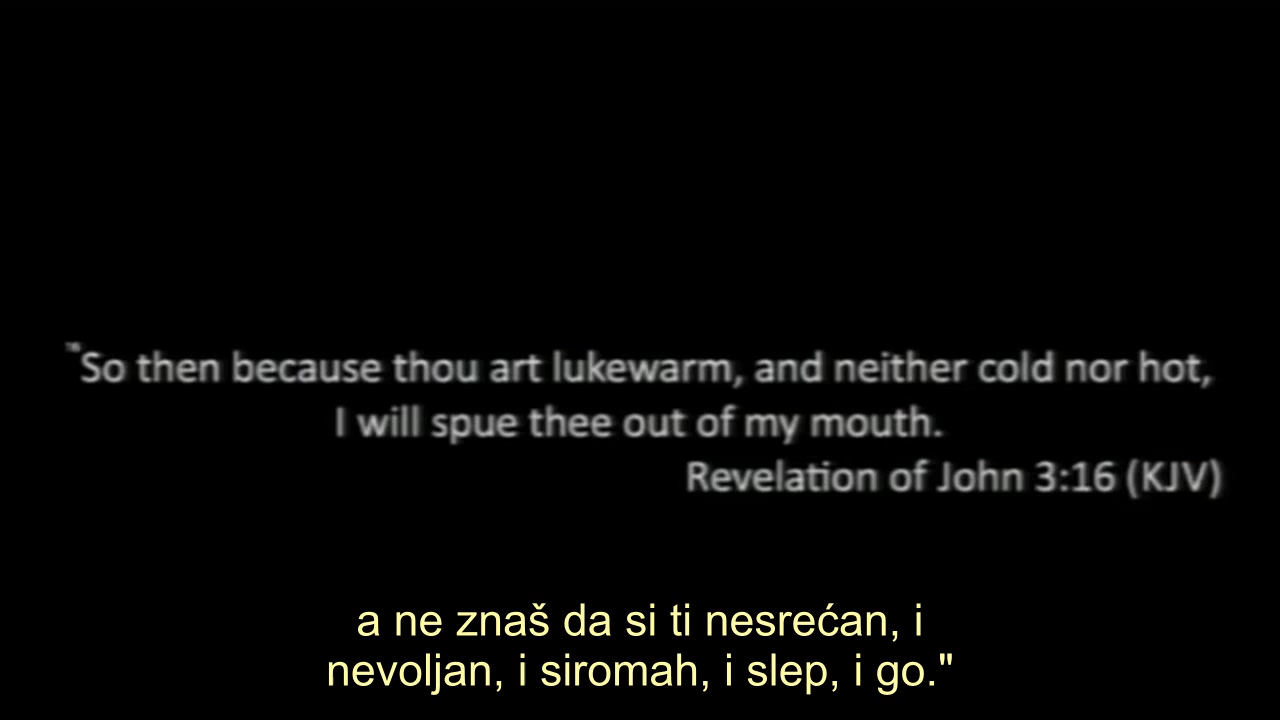 "So then because thou art lukewarm, and neither cold nor hot,
I will spue thee out of my mouth.
Revelation of John 3:16 (KJV)
a ne znaš da si ti nesrećan, i
nevoljan, i siromah, i slep, i go."